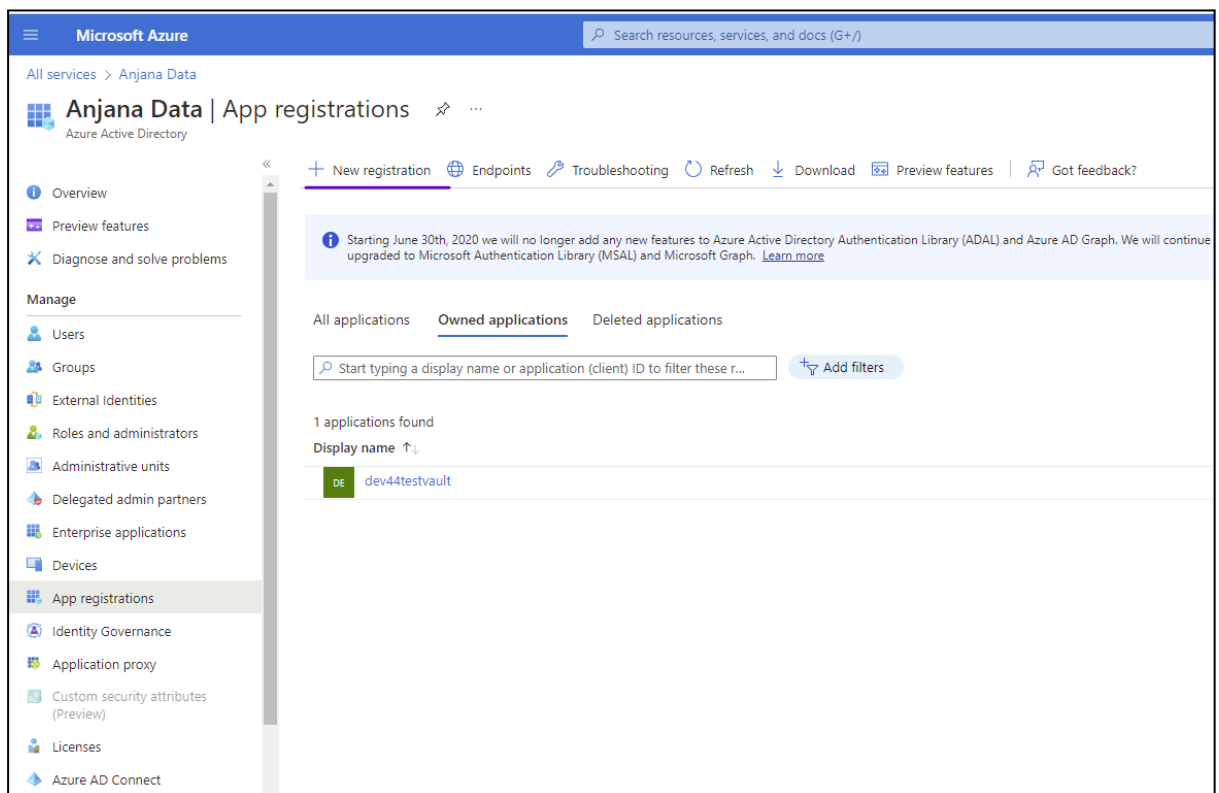 Microsoft Azure
Search resources, services, and docs (G+/)
All services > Anjana Data
Anjana Data | App registrations
Azure Active Directory
New registration
Endpoints
Troubleshooting
Refresh
Download
Preview features
Got feedback?
Overview
Preview features
Diagnose and solve problems
Manage
Users
Groups
External Identities
Roles and administrators
Administrative units
Delegated admin partners
Enterprise applications
Devices
App registrations
Identity Governance
Application proxy
Custom security attributes
(Preview)
Licenses
Azure AD Connect
Starting June 30th, 2020 we will no longer add any new features to Azure Active Directory Authentication Library (ADAL) and Azure AD Graph. We will continue
upgraded to Microsoft Authentication Library (MSAL) and Microsoft Graph. Learn more
All applications
Owned applications
Deleted applications
Start typing a display name or application (client) ID to filter these r...
Add filters
1 applications found
Display name
DE
dev44testvault